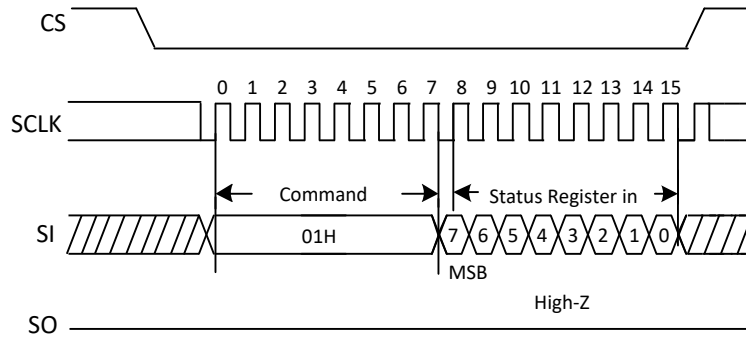 CS
0 1 2 3 4 5 6 7 8 9 10 11 12 13 14 15
SCLK
Command Status Register in
SI 01H 7 6 5 4 3 2 1 0
MSB
High-Z
SO